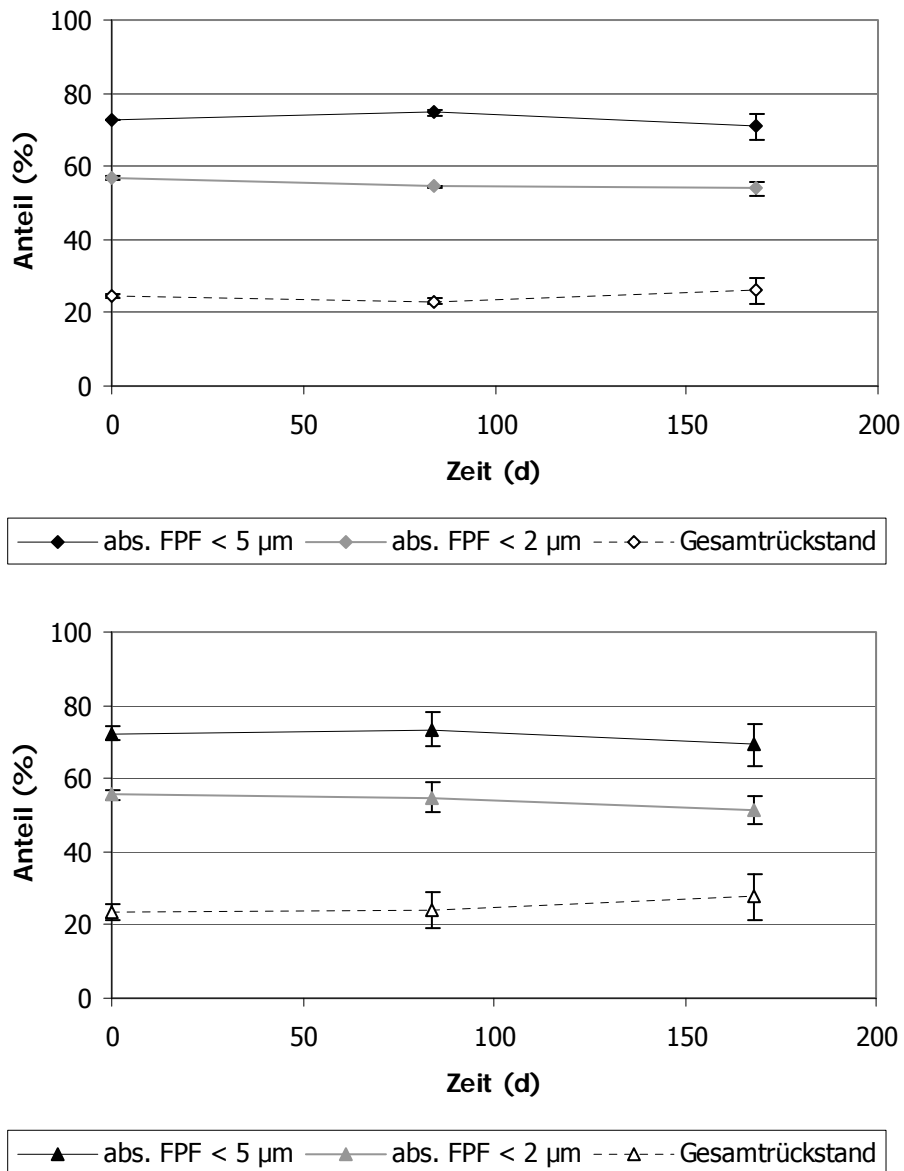 100
80
60
40
20
0
Anteil (%)
0 50 100 150 200
Zeit (d)
abs. FPF < 5 µm abs. FPF < 2 µm Gesamtrückstand
100
80
60
40
20
0
Anteil (%)
0 50 100 150 200
Zeit (d)
abs. FPF < 5 µm abs. FPF < 2 µm Gesamtrückstand